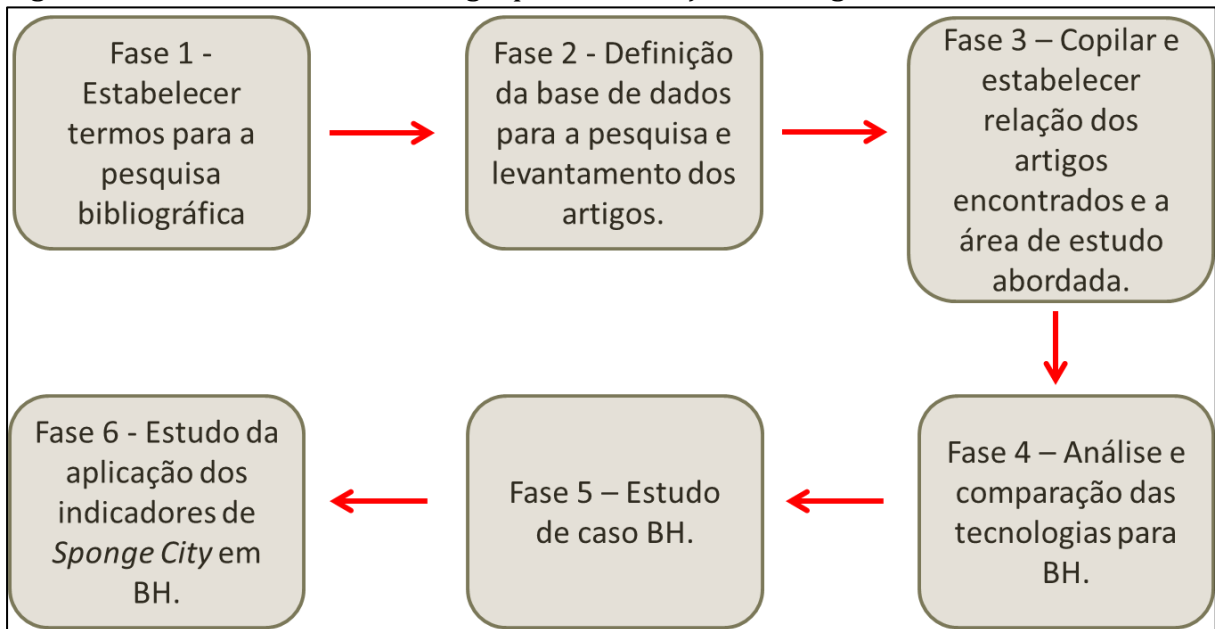 Fase 1 -
Estabelecer
termos para a
pesquisa
bibliográfica
Fase 2 - Definição
da base de dados
para a pesquisa e
levantamento dos
artigos.
Fase 3 – Copilar e
estabelecer
relação dos
artigos
encontrados e a
área de estudo
abordada.
Fase 4 – Análise e
comparação das
tecnologias para
BH.
Fase 5 – Estudo
de caso BH.
Fase 6 - Estudo da
aplicação dos
indicadores de
Sponge City em
BH.